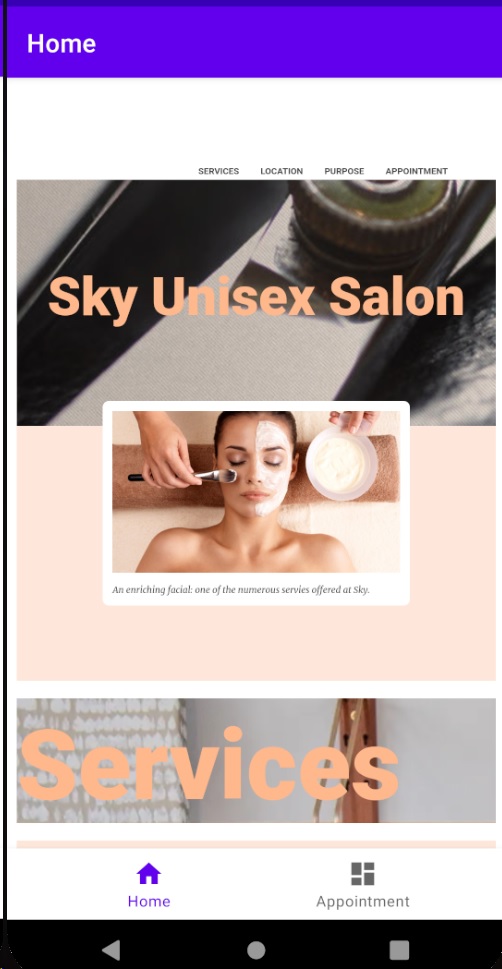 Home
SERVICES LOCATION PURPOSE APPOINTMENT
Sky Unisex Salon
An enriching facial: one of the numerous servies offered at Sky.
Services
Home Appointment